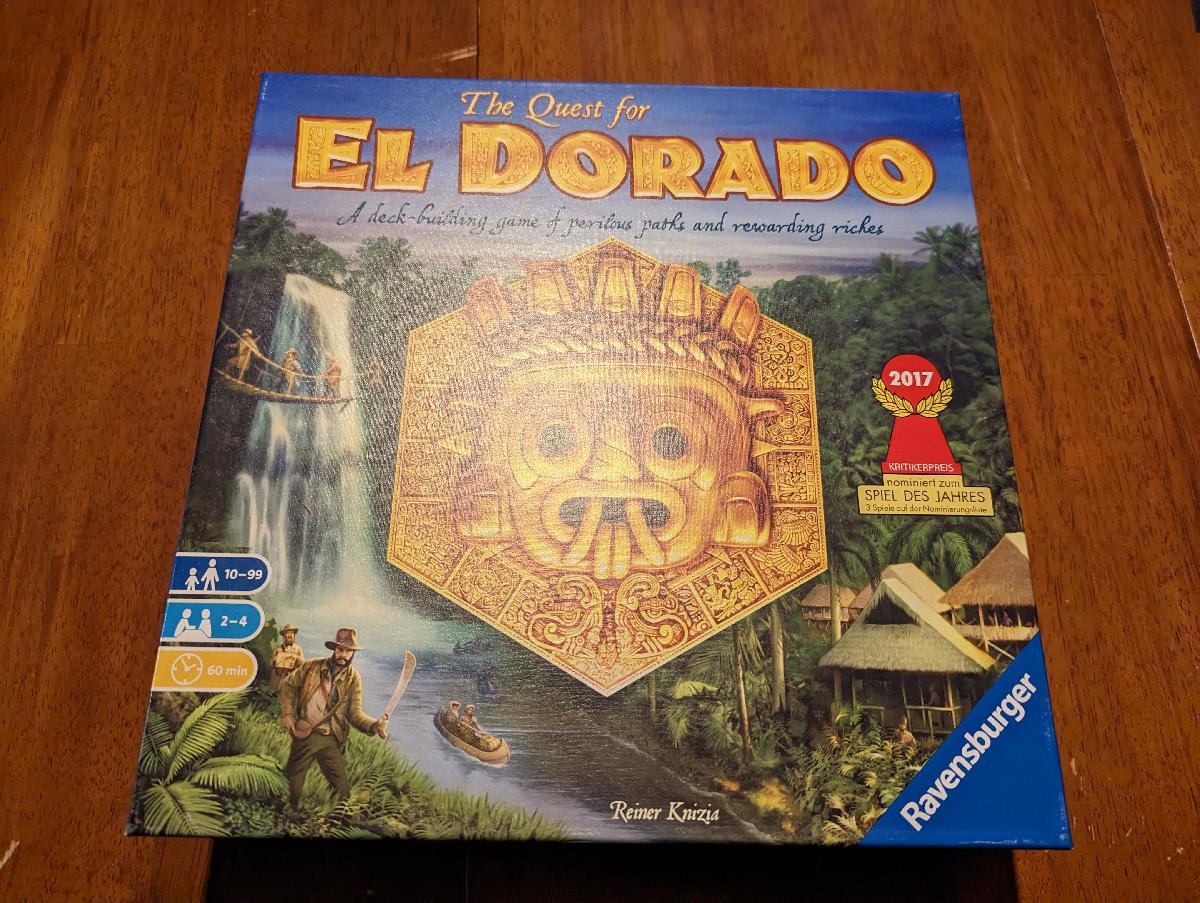 The Quest for
EL DORADO
A deck-building game of perilous paths and rewarding riches
2017
KRITIKERPREIS
nominiert zum
SPIEL DES JAHRES
3 Spiele auf der Nominierungsliste
10–99
2–4
60 min
Reiner Knizia
Ravensburger